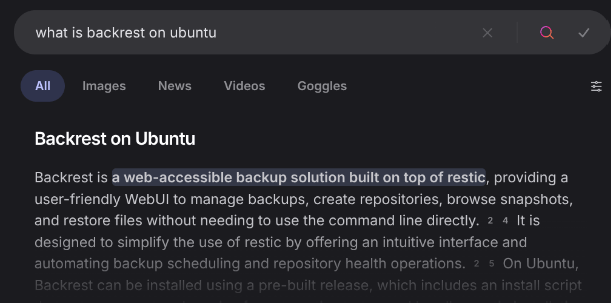 what is backrest on ubuntu
All Images News Videos Goggles
Backrest on Ubuntu
Backrest is a web-accessible backup solution built on top of restic, providing a
user-friendly WebUI to manage backups, create repositories, browse snapshots,
and restore files without needing to use the command line directly. 2 4 It is
designed to simplify the use of restic by offering an intuitive interface and
automating backup scheduling and repository health operations. 2 5 On Ubuntu,
Backrest can be installed using a pre-built release, which includes an install script